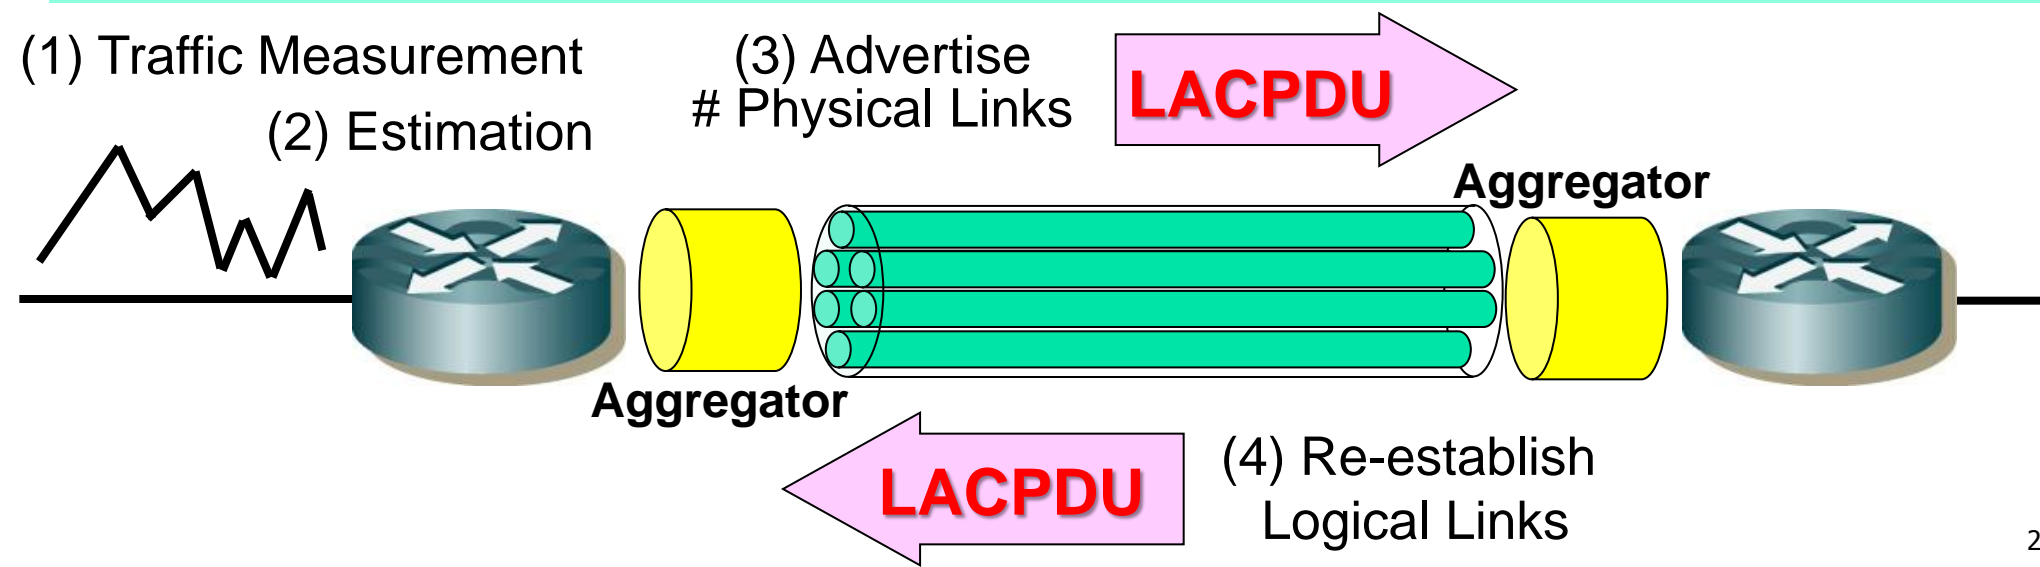 (1) Traffic Measurement
(2) Estimation
(3) Advertise
# Physical Links
LACPDU
Aggregator
Aggregator
LACPDU
(4) Re-establish
Logical Links
2